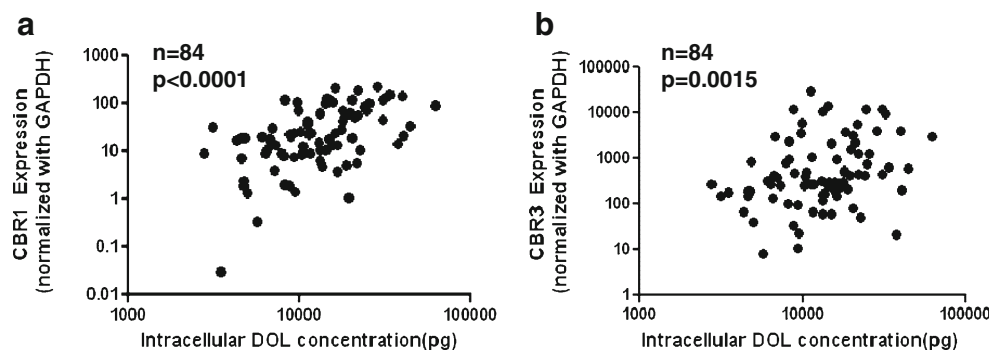 a
n=84
p<0.0001
CBR1 Expression
(normalized with GAPDH)
1000
100
10
1
0.1
0.01
1000
10000
100000
Intracellular DOL concentration(pg)
b
n=84
p=0.0015
CBR3 Expression
(normalized with GAPDH)
100000
10000
1000
100
10
1
1000
10000
100000
Intracellular DOL concentration(pg)